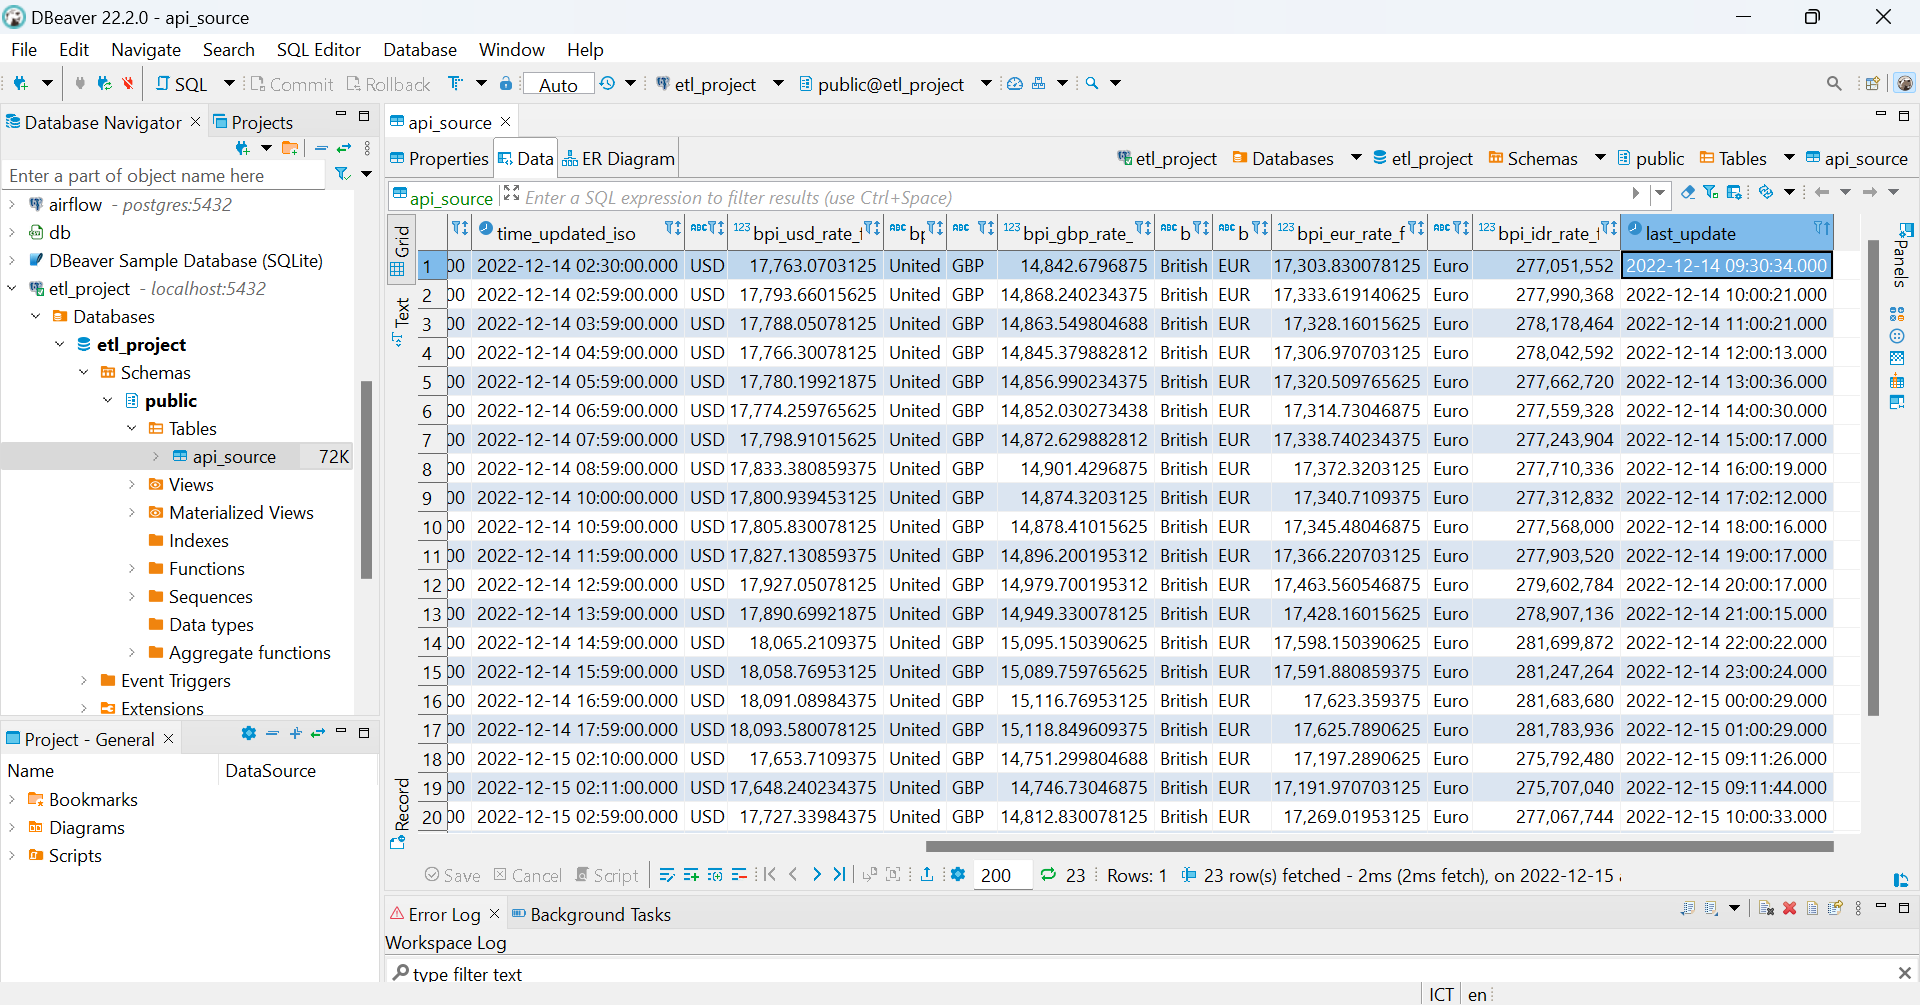 DBeaver 22.2.0 - api_source
File Edit Navigate Search SQL Editor Database Window Help
SQL Commit Rollback Auto etl_project public@etl_project
Database Navigator Projects
Enter a part of object name here
airflow - postgres:5432
db
DBeaver Sample Database (SQLite)
etl_project - localhost:5432
Databases
etl_project
Schemas
public
Tables
api_source 72K
Views
Materialized Views
Indexes
Functions
Sequences
Data types
Aggregate functions
Event Triggers
Extensions
Project - General
Name DataSource
Bookmarks
Diagrams
Scripts
api_source
Properties Data ER Diagram etl_project Databases etl_project Schemas public Tables api_source
api_source Enter a SQL expression to filter results (use Ctrl+Space)
Grid
Text
Record
Panels
time_updated_iso ABC 123 bpi_usd_rate_f ABC bp ABC 123 bpi_gbp_rate_ ABC b ABC b 123 bpi_eur_rate_f ABC 123 bpi_idr_rate_f last_update
1 00 2022-12-14 02:30:00.000 USD 17,763.0703125 United GBP 14,842.6796875 British EUR 17,303.830078125 Euro 277,051,552 2022-12-14 09:30:34.000
2 00 2022-12-14 02:59:00.000 USD 17,793.66015625 United GBP 14,868.240234375 British EUR 17,333.619140625 Euro 277,990,368 2022-12-14 10:00:21.000
3 00 2022-12-14 03:59:00.000 USD 17,788.05078125 United GBP 14,863.549804688 British EUR 17,328.16015625 Euro 278,178,464 2022-12-14 11:00:21.000
4 00 2022-12-14 04:59:00.000 USD 17,766.30078125 United GBP 14,845.379882812 British EUR 17,306.970703125 Euro 278,042,592 2022-12-14 12:00:13.000
5 00 2022-12-14 05:59:00.000 USD 17,780.19921875 United GBP 14,856.990234375 British EUR 17,320.509765625 Euro 277,662,720 2022-12-14 13:00:36.000
6 00 2022-12-14 06:59:00.000 USD 17,774.259765625 United GBP 14,852.030273438 British EUR 17,314.73046875 Euro 277,559,328 2022-12-14 14:00:30.000
7 00 2022-12-14 07:59:00.000 USD 17,798.91015625 United GBP 14,872.629882812 British EUR 17,338.740234375 Euro 277,243,904 2022-12-14 15:00:17.000
8 00 2022-12-14 08:59:00.000 USD 17,833.380859375 United GBP 14,901.4296875 British EUR 17,372.3203125 Euro 277,710,336 2022-12-14 16:00:19.000
9 00 2022-12-14 10:00:00.000 USD 17,800.939453125 United GBP 14,874.3203125 British EUR 17,340.7109375 Euro 277,312,832 2022-12-14 17:02:12.000
10 00 2022-12-14 10:59:00.000 USD 17,805.830078125 United GBP 14,878.41015625 British EUR 17,345.48046875 Euro 277,568,000 2022-12-14 18:00:16.000
11 00 2022-12-14 11:59:00.000 USD 17,827.130859375 United GBP 14,896.200195312 British EUR 17,366.220703125 Euro 277,903,520 2022-12-14 19:00:17.000
12 00 2022-12-14 12:59:00.000 USD 17,927.05078125 United GBP 14,979.700195312 British EUR 17,463.560546875 Euro 279,602,784 2022-12-14 20:00:17.000
13 00 2022-12-14 13:59:00.000 USD 17,890.69921875 United GBP 14,949.330078125 British EUR 17,428.16015625 Euro 278,907,136 2022-12-14 21:00:15.000
14 00 2022-12-14 14:59:00.000 USD 18,065.2109375 United GBP 15,095.150390625 British EUR 17,598.150390625 Euro 281,699,872 2022-12-14 22:00:22.000
15 00 2022-12-14 15:59:00.000 USD 18,058.76953125 United GBP 15,089.759765625 British EUR 17,591.880859375 Euro 281,247,264 2022-12-14 23:00:24.000
16 00 2022-12-14 16:59:00.000 USD 18,091.08984375 United GBP 15,116.76953125 British EUR 17,623.359375 Euro 281,683,680 2022-12-15 00:00:29.000
17 00 2022-12-14 17:59:00.000 USD 18,093.580078125 United GBP 15,118.849609375 British EUR 17,625.7890625 Euro 281,783,936 2022-12-15 01:00:29.000
18 00 2022-12-15 02:10:00.000 USD 17,653.7109375 United GBP 14,751.299804688 British EUR 17,197.2890625 Euro 275,792,480 2022-12-15 09:11:26.000
19 00 2022-12-15 02:11:00.000 USD 17,648.240234375 United GBP 14,746.73046875 British EUR 17,191.970703125 Euro 275,707,040 2022-12-15 09:11:44.000
20 00 2022-12-15 02:59:00.000 USD 17,727.33984375 United GBP 14,812.830078125 British EUR 17,269.01953125 Euro 277,067,744 2022-12-15 10:00:33.000
Save Cancel Script 200 23 Rows: 1 23 row(s) fetched - 2ms (2ms fetch), on 2022-12-15
Error Log Background Tasks
Workspace Log
type filter text
ICT en